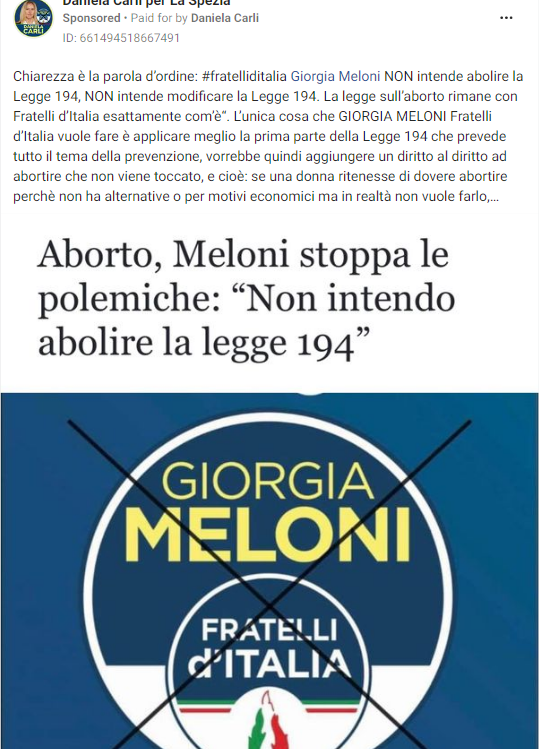 Daniela Carli per La Spezia
Sponsored • Paid for by Daniela Carli
ID: 661494518667491
Chiarezza è la parola d'ordine: #fratelliditalia Giorgia Meloni NON intende abolire la
Legge 194, NON intende modificare la Legge 194. La legge sull'aborto rimane con
Fratelli d'Italia esattamente com'è“. L'unica cosa che GIORGIA MELONI Fratelli
d'Italia vuole fare è applicare meglio la prima parte della Legge 194 che prevede
tutto il tema della prevenzione, vorrebbe quindi aggiungere un diritto al diritto ad
abortire che non viene toccato, e cioè: se una donna ritenesse di dovere abortire
perchè non ha alternative o per motivi economici ma in realtà non vuole farlo,...
Aborto, Meloni stoppa le
polemiche: “Non intendo
abolire la legge 194”
GIORGIA
MELONI
FRATELLI
d'ITALIA